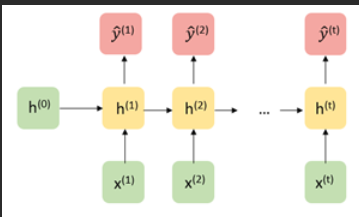 ŷ⁽¹⁾ ŷ⁽²⁾ ŷ⁽ᵗ⁾
h⁽⁰⁾ h⁽¹⁾ h⁽²⁾ ... h⁽ᵗ⁾
x⁽¹⁾ x⁽²⁾ x⁽ᵗ⁾